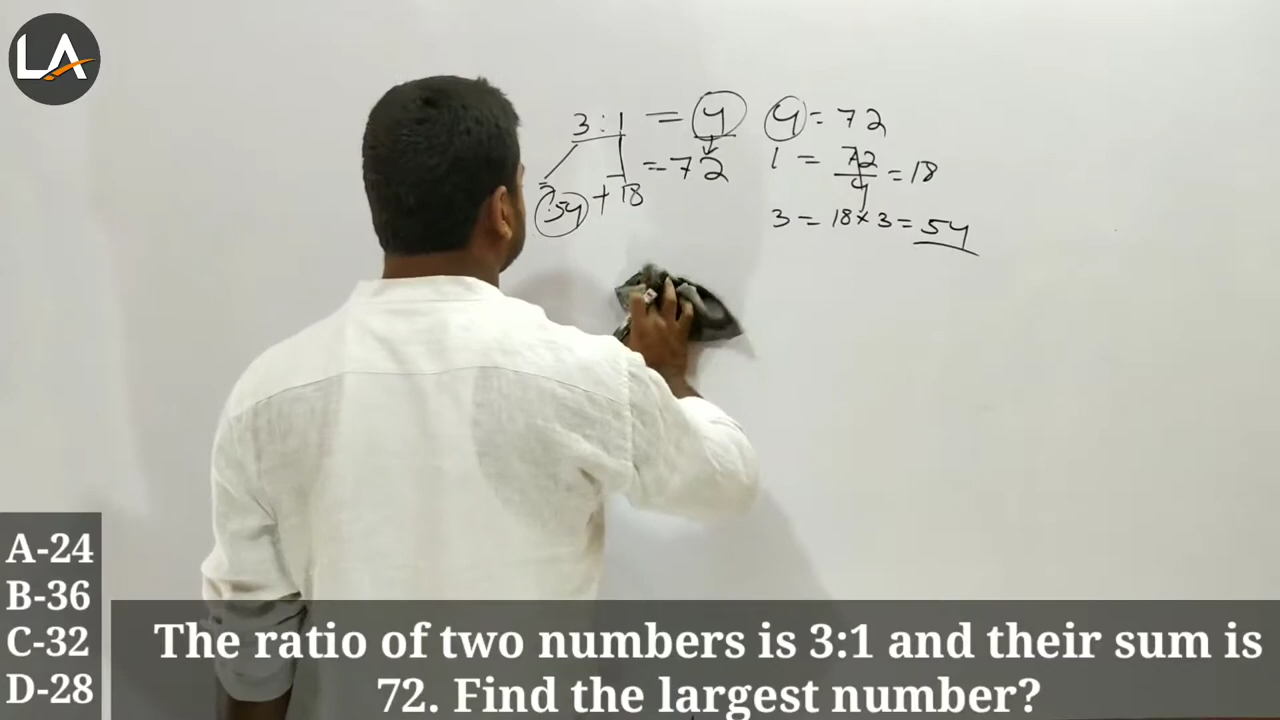 LA
3:1 = 4
= 72
54 + 18
4 = 72
1 = 72/4 = 18
3 = 18 × 3 = 54
A-24
B-36
C-32
D-28
The ratio of two numbers is 3:1 and their sum is
72. Find the largest number?